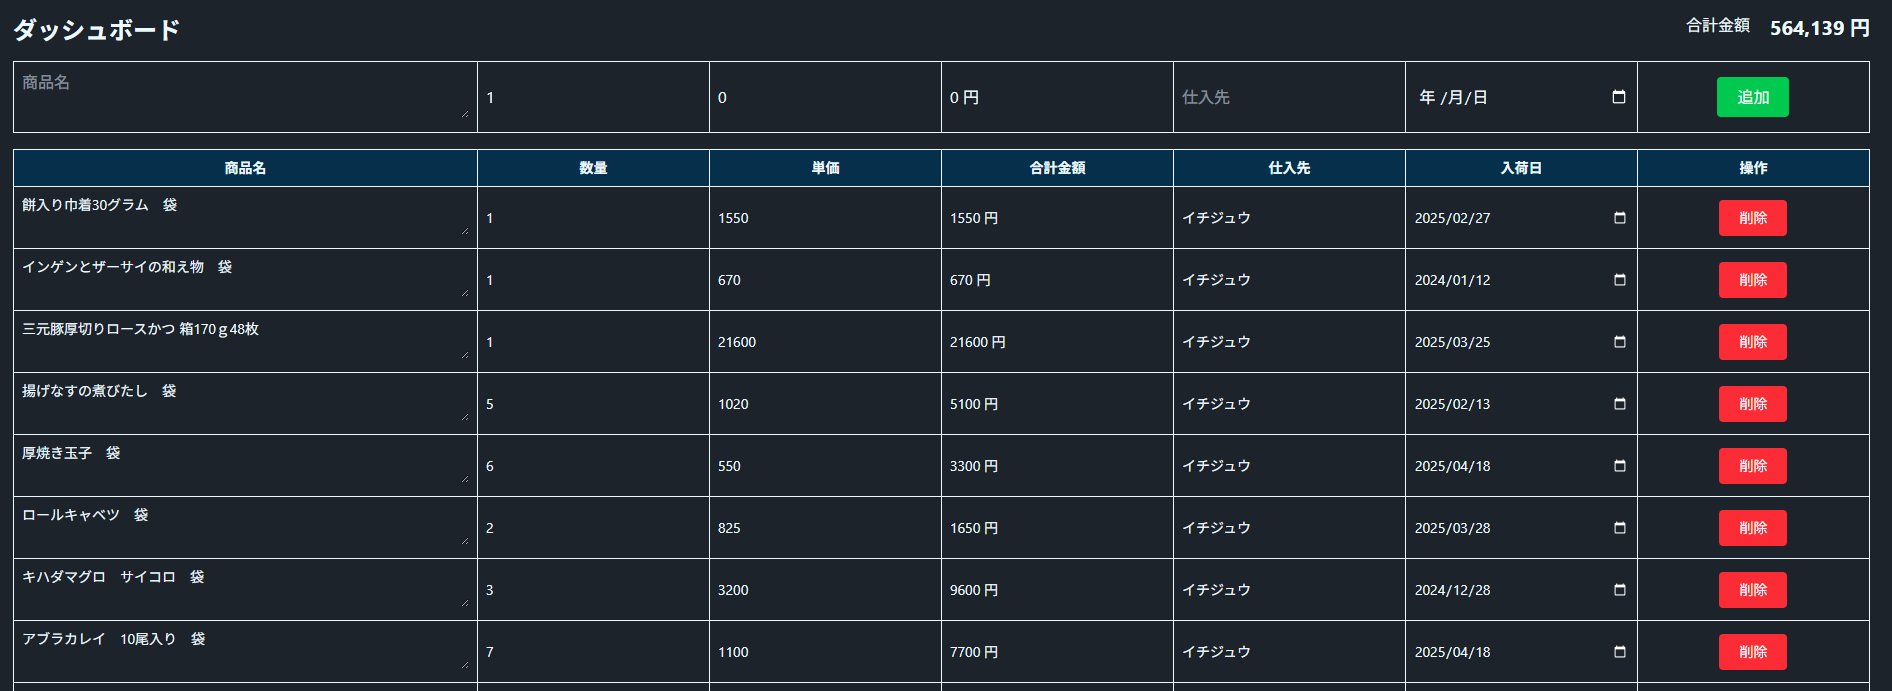 ダッシュボード 合計金額 564,139 円
商品名 1 0 0 円 仕入先 年 /月/日 追加
商品名 数量 単価 合計金額 仕入先 入荷日 操作
餅入り巾着30グラム　袋 1 1550 1550 円 イチジュウ 2025/02/27 削除
インゲンとザーサイの和え物　袋 1 670 670 円 イチジュウ 2024/01/12 削除
三元豚厚切りロースかつ 箱170ｇ48枚 1 21600 21600 円 イチジュウ 2025/03/25 削除
揚げなすの煮びたし　袋 5 1020 5100 円 イチジュウ 2025/02/13 削除
厚焼き玉子　袋 6 550 3300 円 イチジュウ 2025/04/18 削除
ロールキャベツ　袋 2 825 1650 円 イチジュウ 2025/03/28 削除
キハダマグロ　サイコロ　袋 3 3200 9600 円 イチジュウ 2024/12/28 削除
アブラカレイ　10尾入り　袋 7 1100 7700 円 イチジュウ 2025/04/18 削除